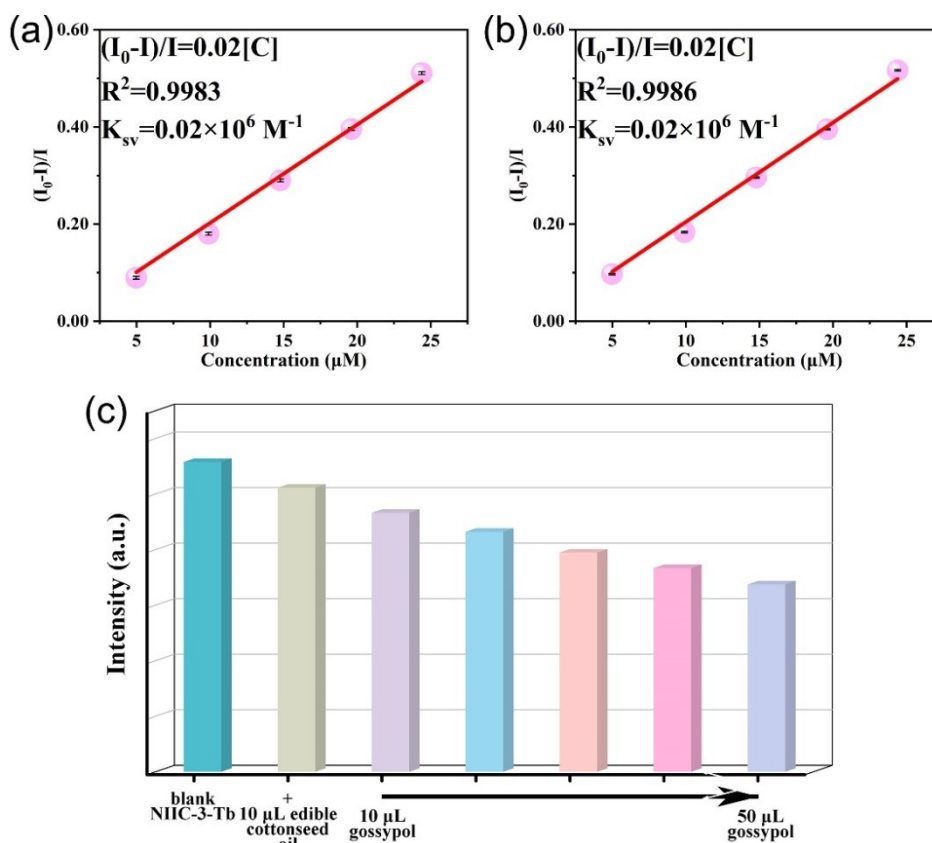 (a)
(I₀-I)/I=0.02[C]
R²=0.9983
Kₛᵥ=0.02×10⁶ M⁻¹
(I₀-I)/I
0.60
0.40
0.20
0.00
5 10 15 20 25
Concentration (μM)
(b)
(I₀-I)/I=0.02[C]
R²=0.9986
Kₛᵥ=0.02×10⁶ M⁻¹
(I₀-I)/I
0.60
0.40
0.20
0.00
5 10 15 20 25
Concentration (μM)
(c)
Intensity (a.u.)
blank
NIIC-3-Tb
+
10 μL edible
cottonseed
oil
10 μL
gossypol
50 μL
gossypol